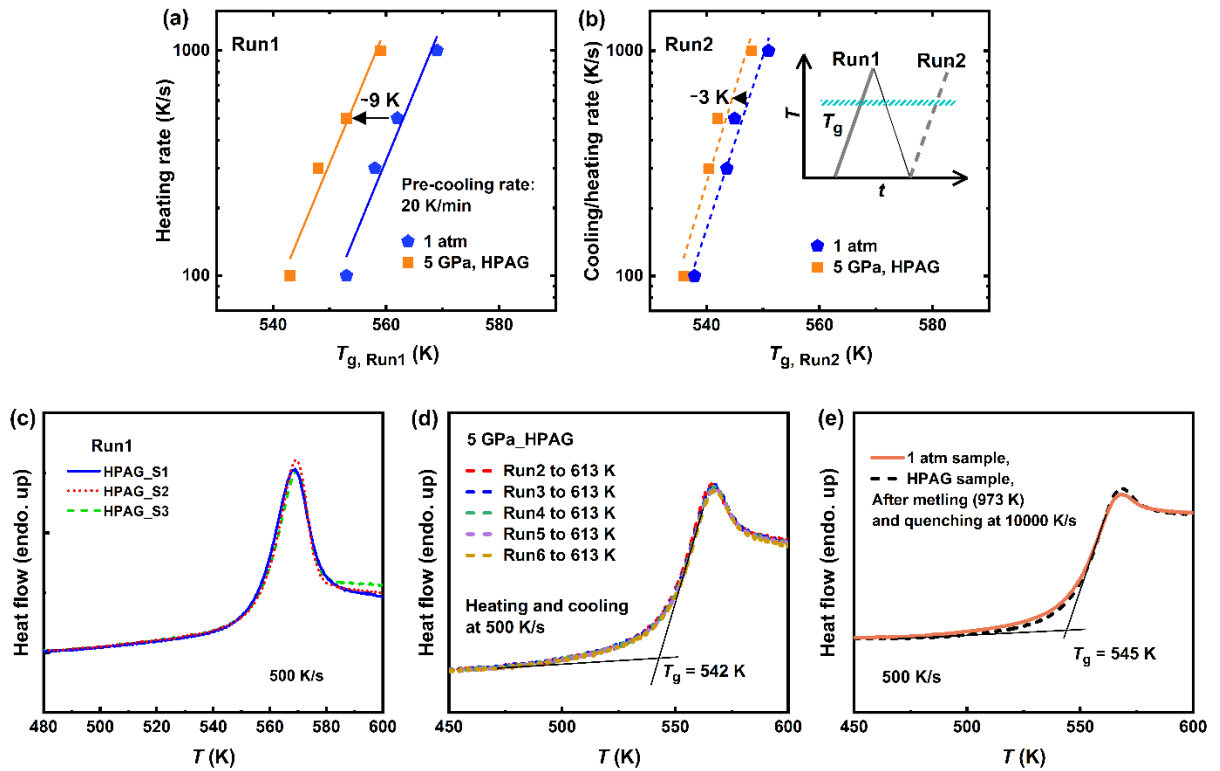 (a)
Run1
~9 K
Pre-cooling rate:
20 K/min
1 atm
5 GPa, HPAG
1000
100
Heating rate (K/s)
540 560 580
Tg, Run1 (K)
(b)
Run2
~3 K
Run1 Run2
Tg
T
t
1 atm
5 GPa, HPAG
1000
100
Cooling/heating rate (K/s)
540 560 580
Tg, Run2 (K)
(c)
Run1
HPAG_S1
HPAG_S2
HPAG_S3
500 K/s
Heat flow (endo. up)
480 500 520 540 560 580 600
T (K)
(d)
5 GPa_HPAG
Run2 to 613 K
Run3 to 613 K
Run4 to 613 K
Run5 to 613 K
Run6 to 613 K
Heating and cooling
at 500 K/s
Tg = 542 K
Heat flow (endo. up)
450 500 550 600
T (K)
(e)
1 atm sample,
HPAG sample,
After metling (973 K)
and quenching at 10000 K/s
Tg = 545 K
500 K/s
Heat flow (endo. up)
450 500 550 600
T (K)